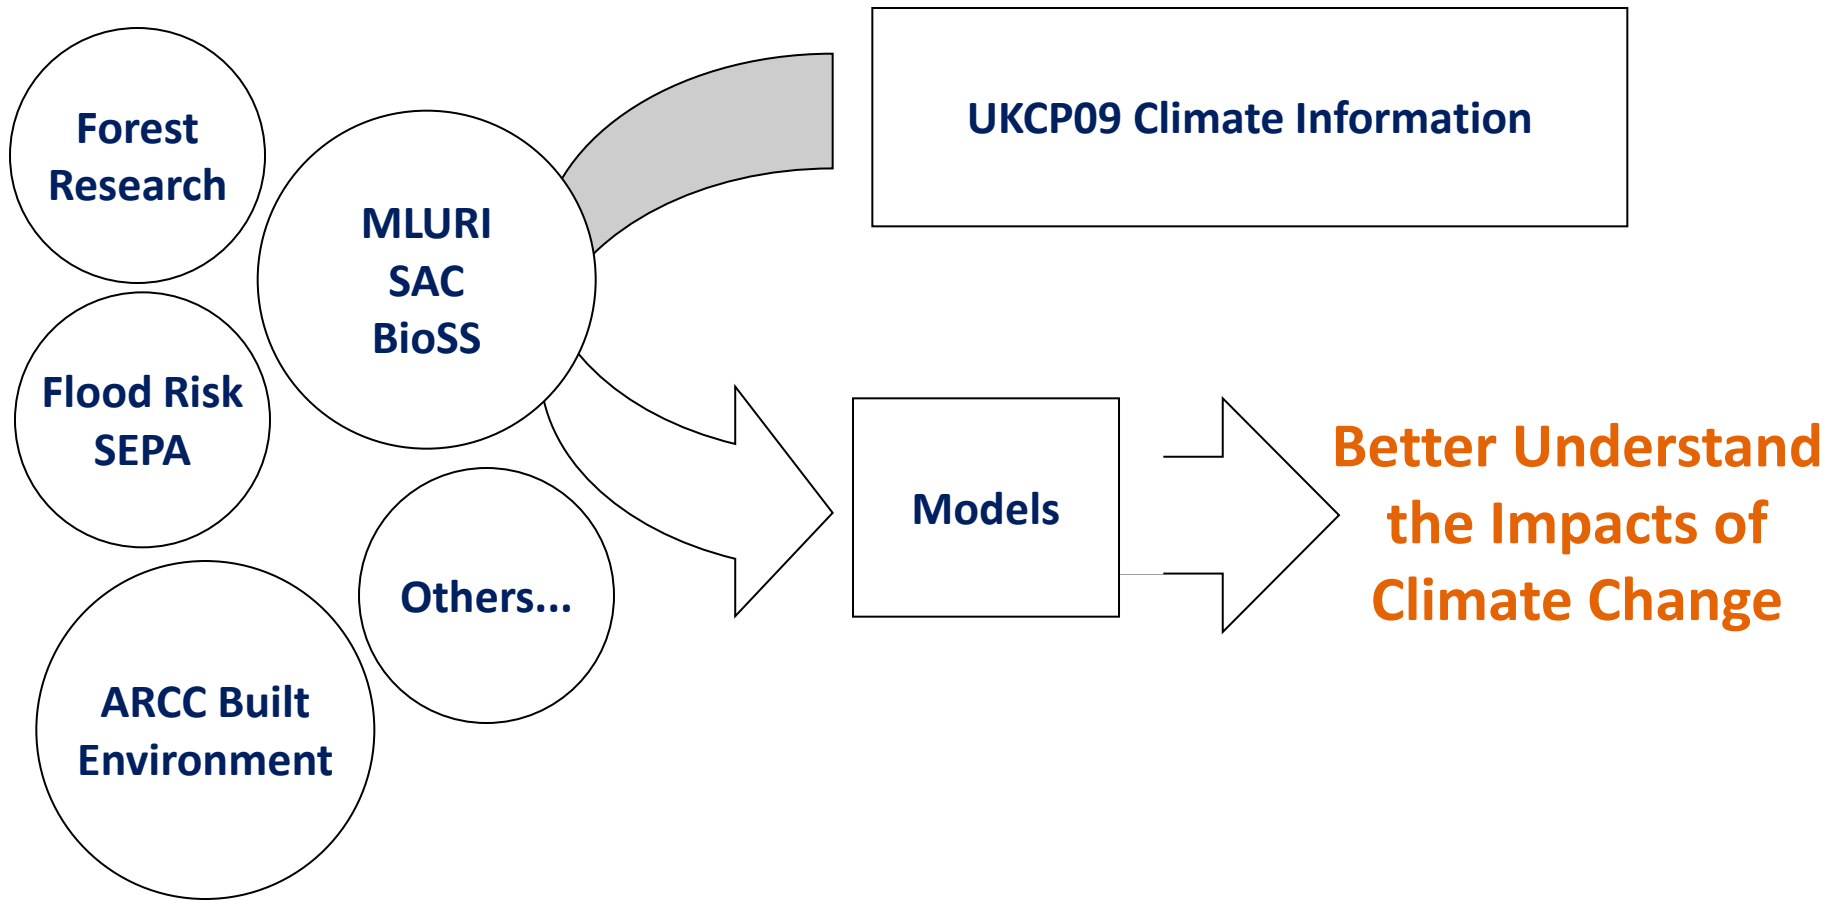 Forest
Research
MLURI
SAC
BioSS
UKCP09 Climate Information
Flood Risk
SEPA
Others...
ARCC Built
Environment
Models
Better Understand
the Impacts of
Climate Change